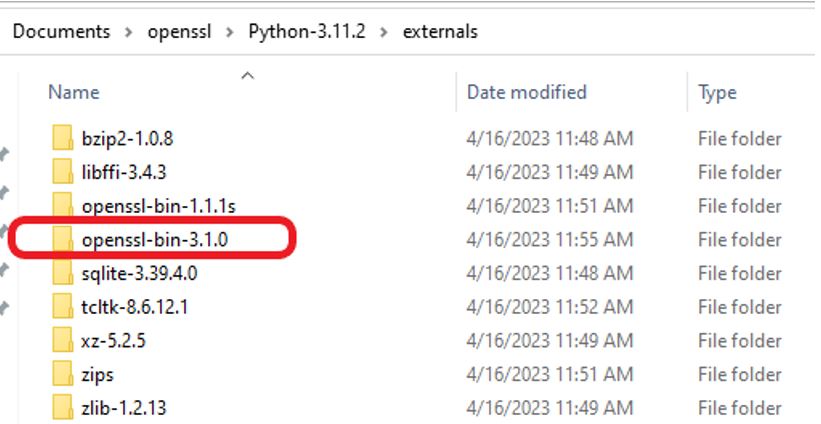 Documents > openssl > Python-3.11.2 > externals
Name Date modified Type
bzip2-1.0.8 4/16/2023 11:48 AM File folder
libffi-3.4.3 4/16/2023 11:49 AM File folder
openssl-bin-1.1.1s 4/16/2023 11:51 AM File folder
openssl-bin-3.1.0 4/16/2023 11:55 AM File folder
sqlite-3.39.4.0 4/16/2023 11:48 AM File folder
tcltk-8.6.12.1 4/16/2023 11:52 AM File folder
xz-5.2.5 4/16/2023 11:49 AM File folder
zips 4/16/2023 11:51 AM File folder
zlib-1.2.13 4/16/2023 11:49 AM File folder